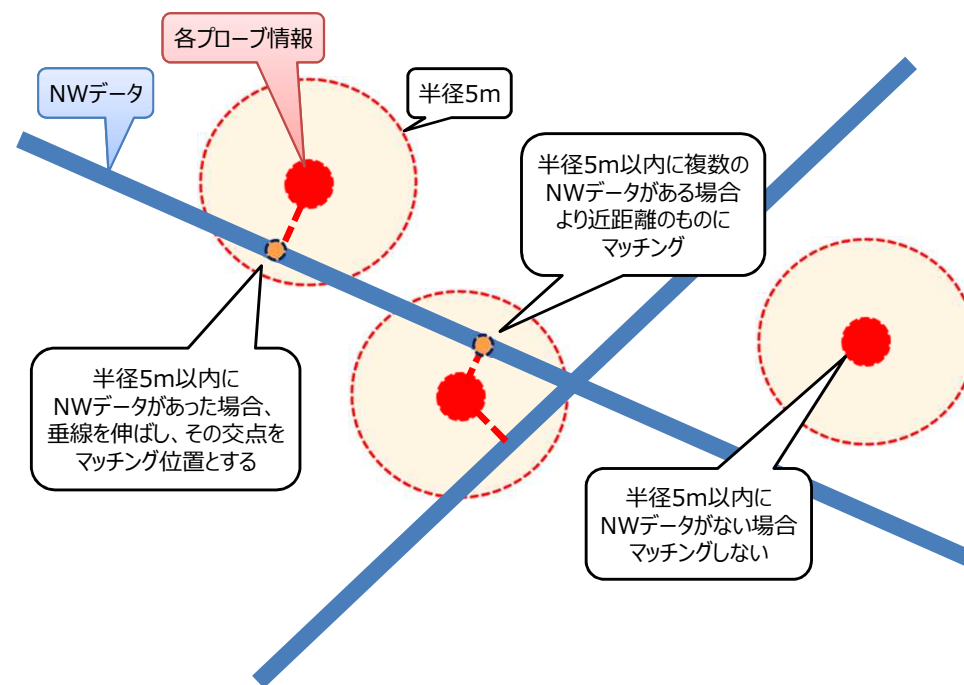 各プローブ情報
NWデータ
半径5m
半径5m以内に複数の
NWデータがある場合
より近距離のものに
マッチング
半径5m以内に
NWデータがあった場合、
垂線を伸ばし、その交点を
マッチング位置とする
半径5m以内に
NWデータがない場合
マッチングしない